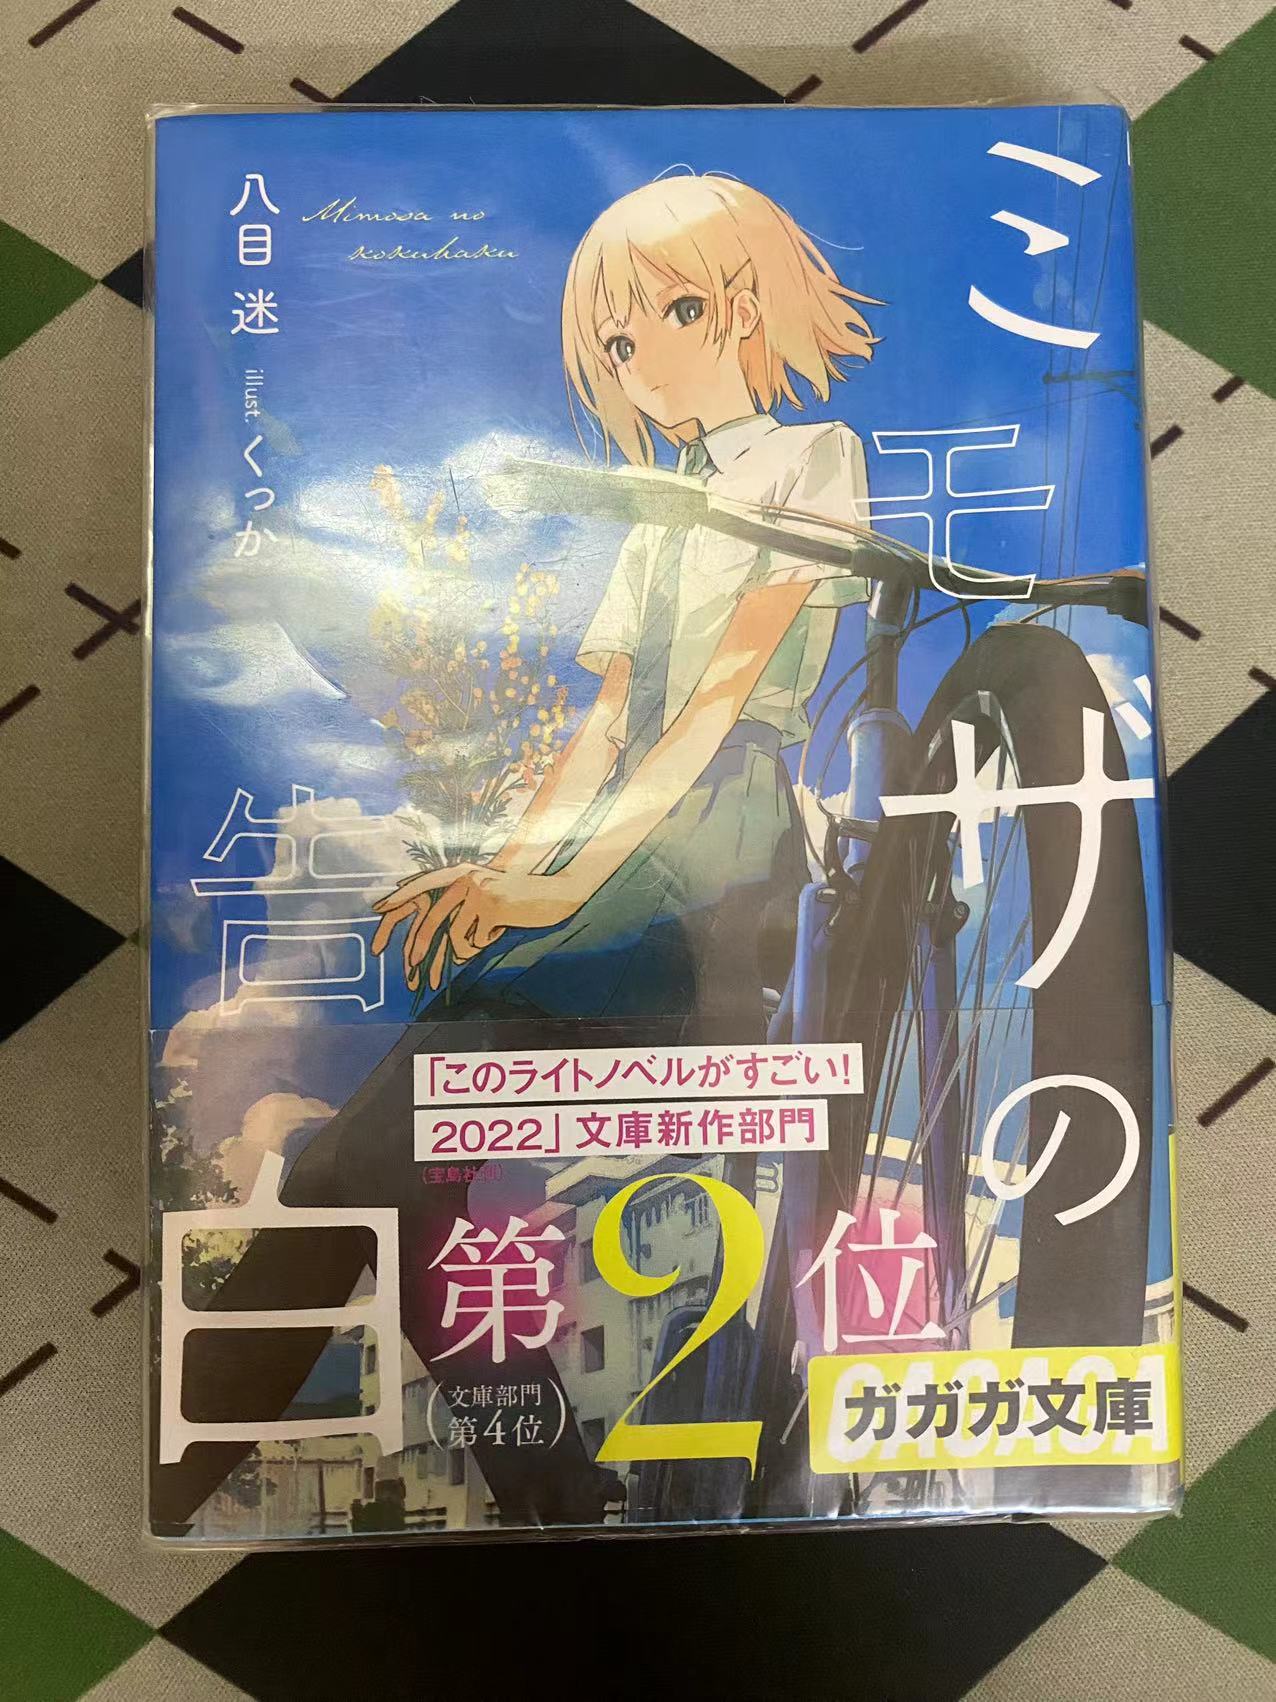 ミモザの
告白
八目 迷
illust. くっか
Mimosa no
kokuhaku
「このライトノベルがすごい!
2022」文庫新作部門
(宝島社刊)
第2位
(文庫部門
第4位)
ガガガ文庫
GAGAGA